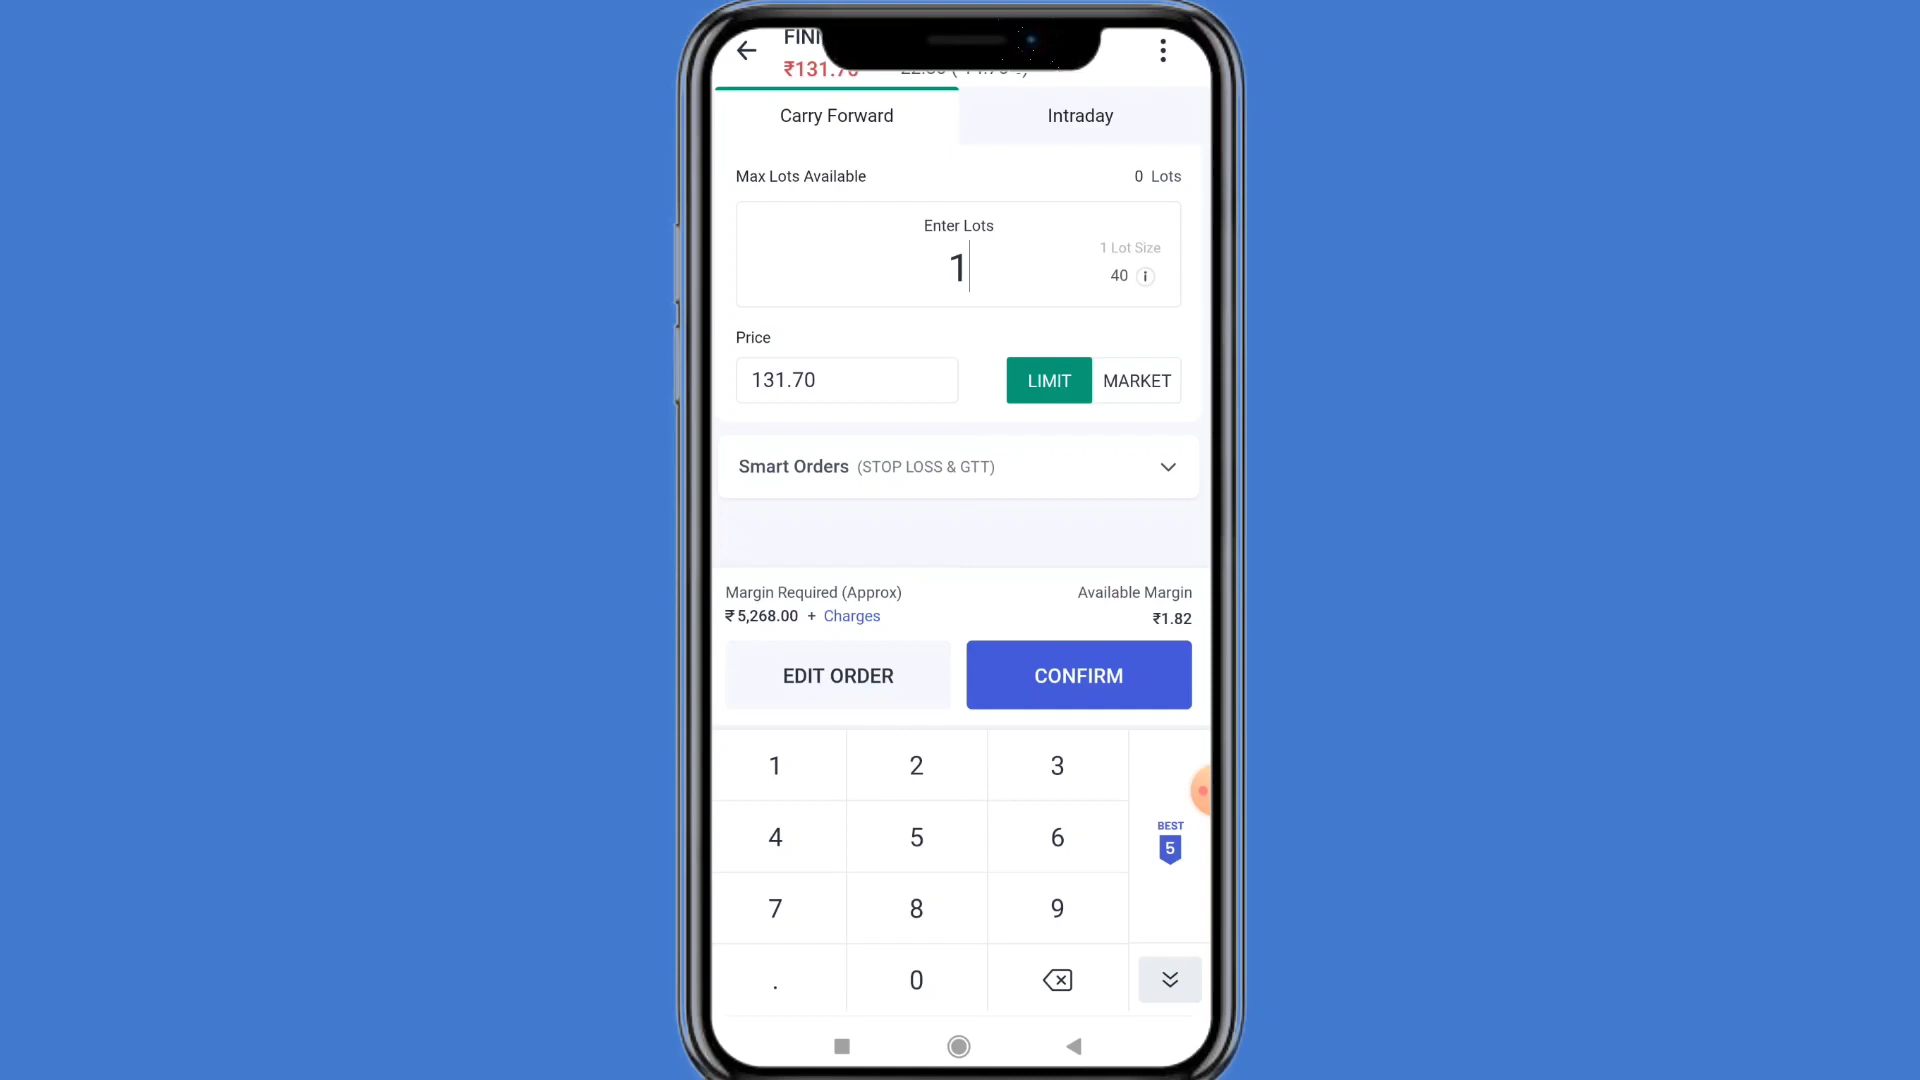 ₹131.70
Carry Forward
Intraday
Max Lots Available
0 Lots
Enter Lots
1
1 Lot Size
40
Price
131.70
LIMIT
MARKET
Smart Orders (STOP LOSS & GTT)
Margin Required (Approx)
Available Margin
₹5,268.00 + Charges
₹1.82
EDIT ORDER
CONFIRM
1
2
3
4
5
6
BEST
5
7
8
9
.
0